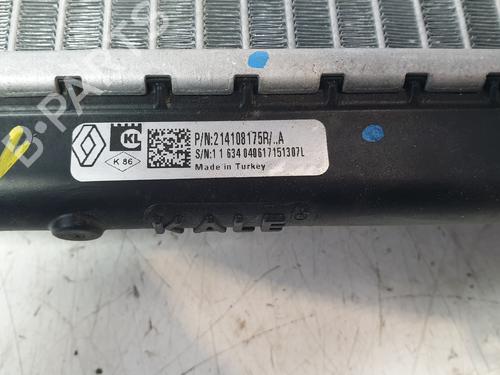 KL
K 86
P/N:214108175R/..A
S/N:1 1 634 040617151307L
Made in Turkey
KALE
B-PARTS